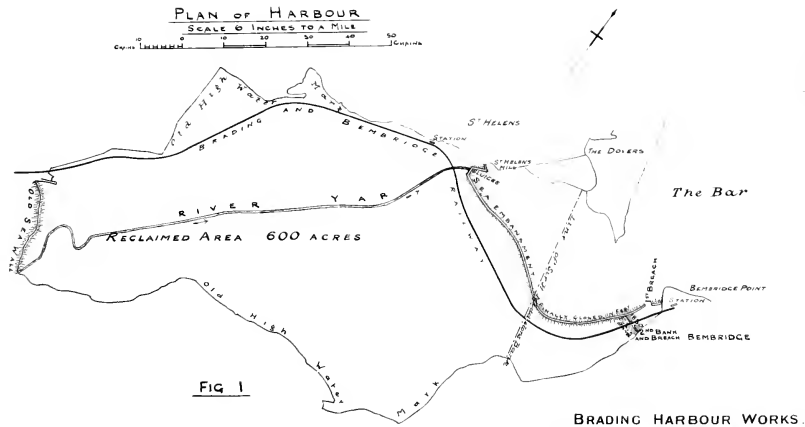 PLAN OF HARBOUR
SCALE 6 INCHES TO A MILE
CHAINS 10 0 10 20 30 40 50 CHAINS
Old High Water Mark
BRADING AND BEMBRIDGE RAILWAY
ST HELENS
STATION
ST HELENS MILL
SLUICES
THE DOVERS
The Bar
OLD SEA WALL
RIVER YAR
RECLAIMED AREA 600 ACRES
SEA EMBANKMENT
1ST BREACH
BEMBRIDGE POINT
STATION
2ND BANK
AND BREACH
BEMBRIDGE
Old High Water Mark
FIG 1
BRADING HARBOUR WORKS.